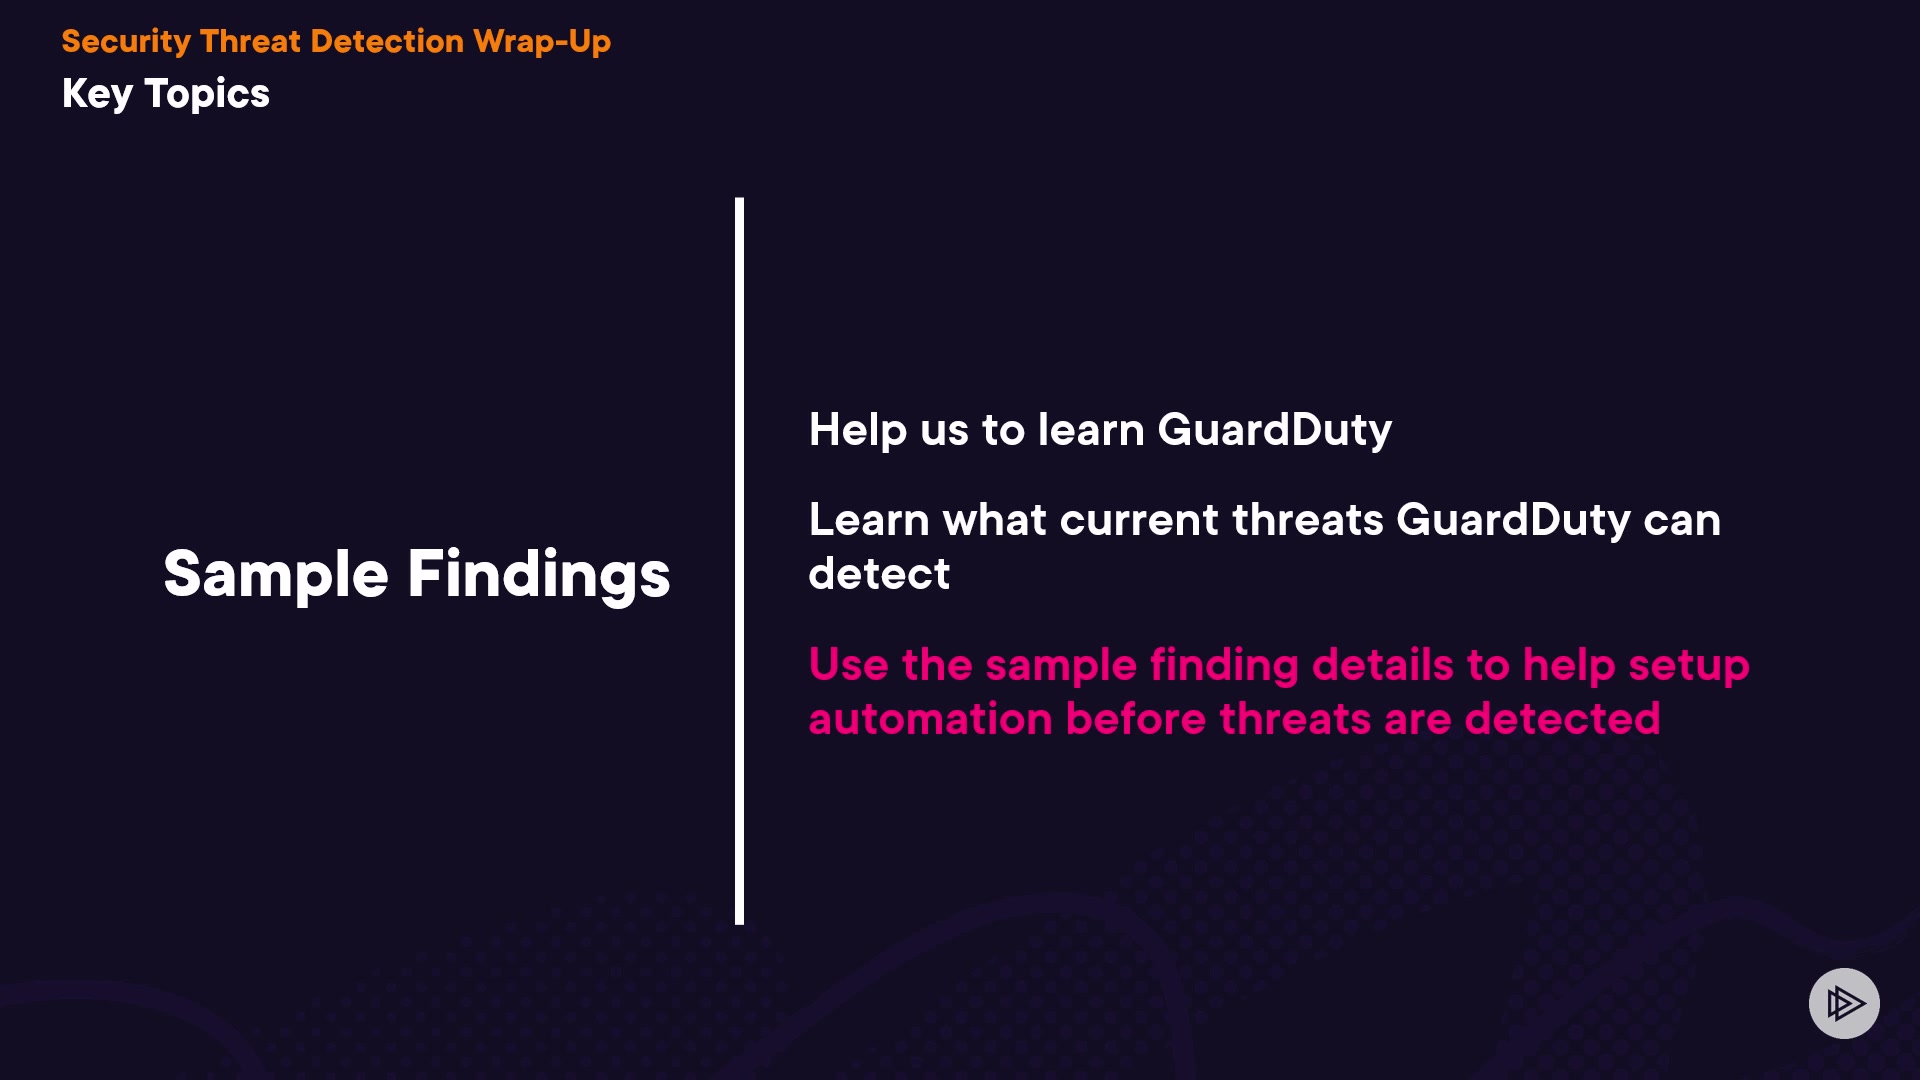 Security Threat Detection Wrap-Up
Key Topics
Sample Findings
Help us to learn GuardDuty
Learn what current threats GuardDuty can
detect
Use the sample finding details to help setup
automation before threats are detected